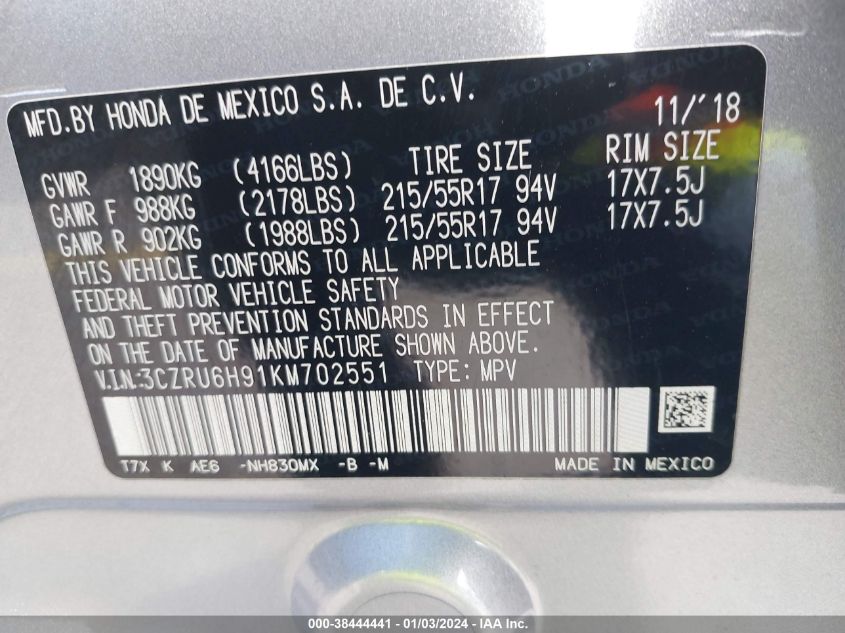 MFD.BY HONDA DE MEXICO S.A. DE C.V. 11/'18
GVWR 1890KG (4166LBS) TIRE SIZE RIM SIZE
GAWR F 988KG (2178LBS) 215/55R17 94V 17X7.5J
GAWR R 902KG (1988LBS) 215/55R17 94V 17X7.5J
THIS VEHICLE CONFORMS TO ALL APPLICABLE
FEDERAL MOTOR VEHICLE SAFETY
AND THEFT PREVENTION STANDARDS IN EFFECT
ON THE DATE OF MANUFACTURE SHOWN ABOVE.
V.I.N.:3CZRU6H91KM702551 TYPE: MPV
T7X K AE6 -NH830MX -B -M MADE IN MEXICO
000-38444441 - 01/03/2024 - IAA Inc.